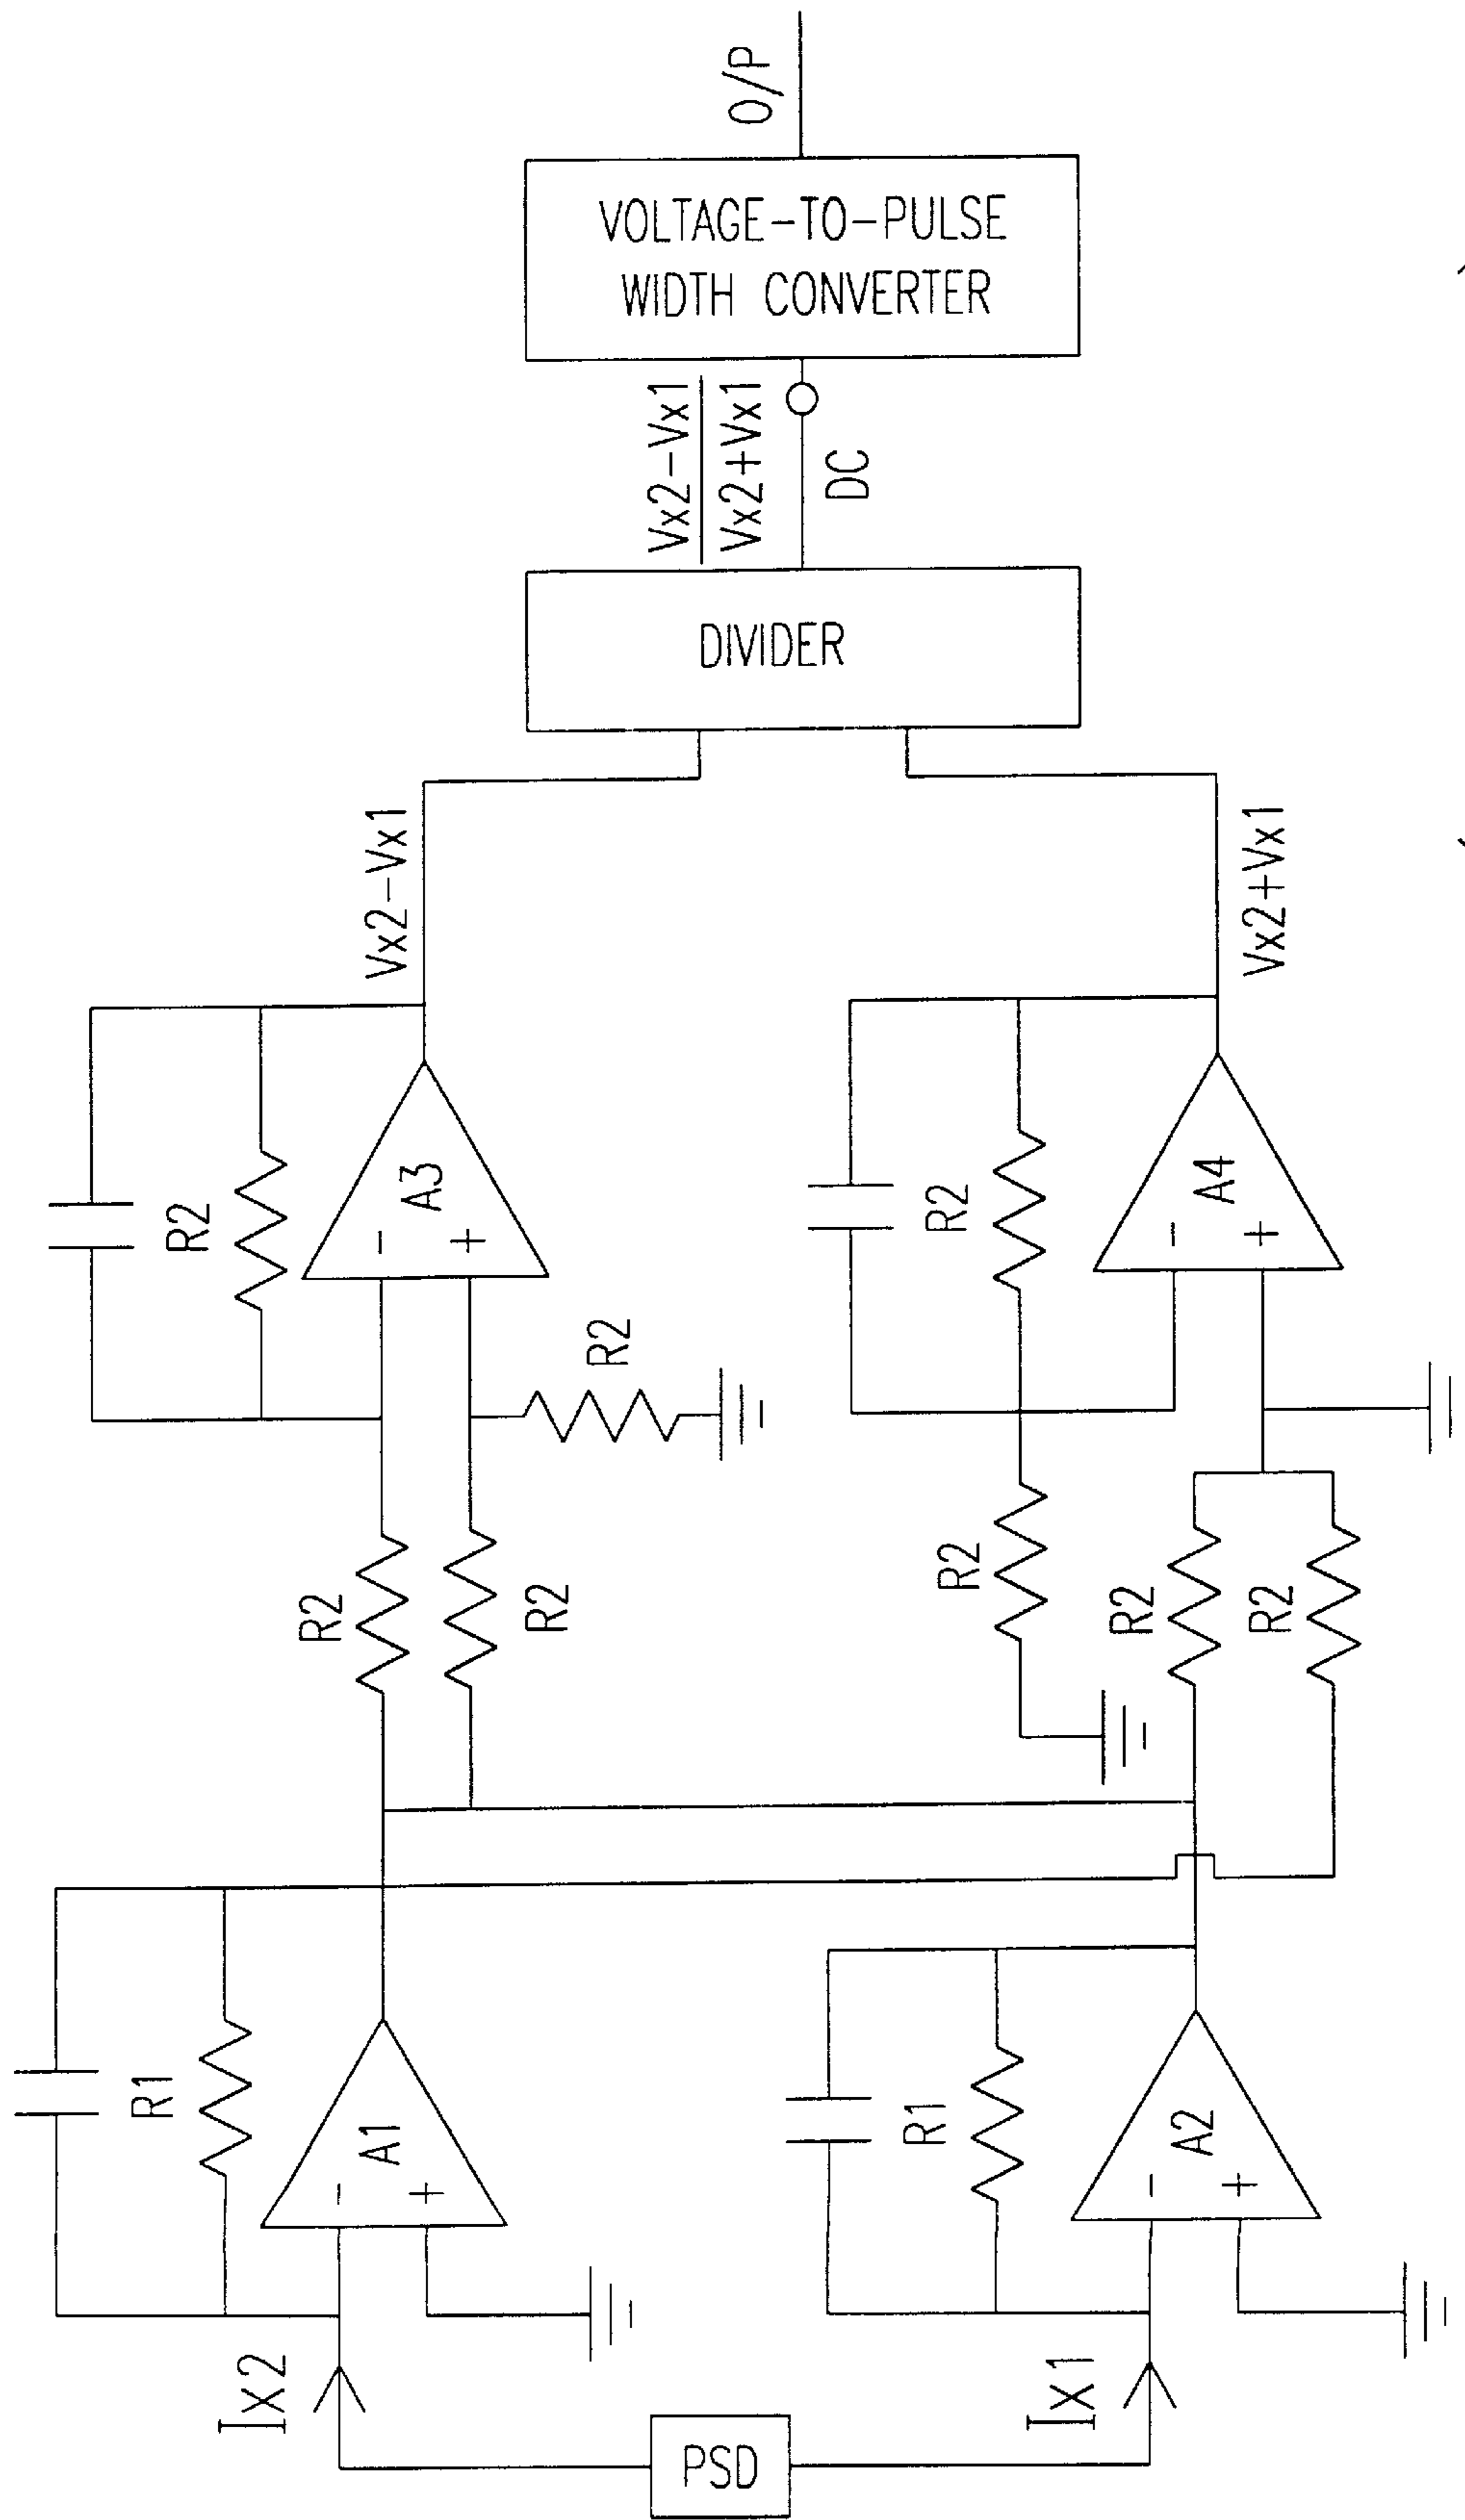 PSD
Ix2
Ix1
R1
A1
-
+
R1
A2
-
+
R2
R2
R2
R2
R2
R2
R2
A3
-
+
R2
R2
A4
-
+
Vx2-Vx1
Vx2+Vx1
DIVIDER
Vx2-Vx1
Vx2+Vx1
DC
VOLTAGE-TO-PULSE
WIDTH CONVERTER
O/P